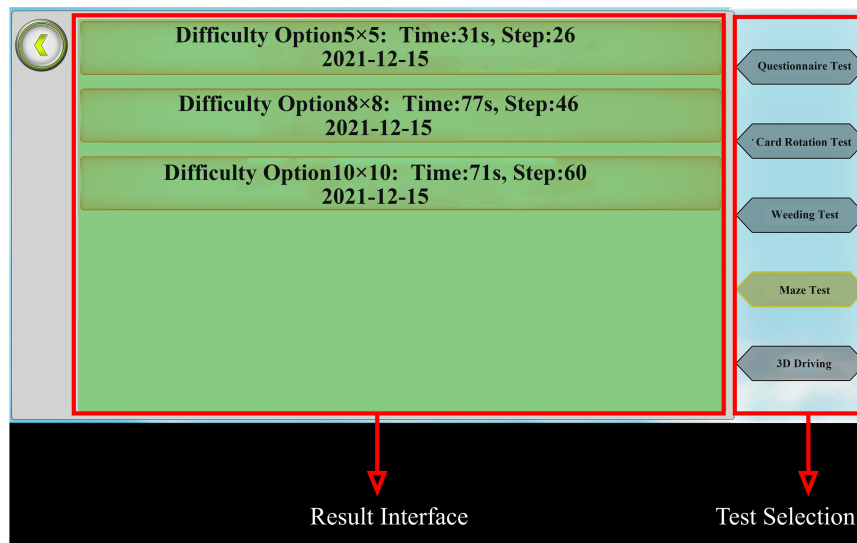 Difficulty Option5×5: Time:31s, Step:26
2021-12-15
Difficulty Option8×8: Time:77s, Step:46
2021-12-15
Difficulty Option10×10: Time:71s, Step:60
2021-12-15
Questionnaire Test
Card Rotation Test
Weeding Test
Maze Test
3D Driving
Result Interface
Test Selection